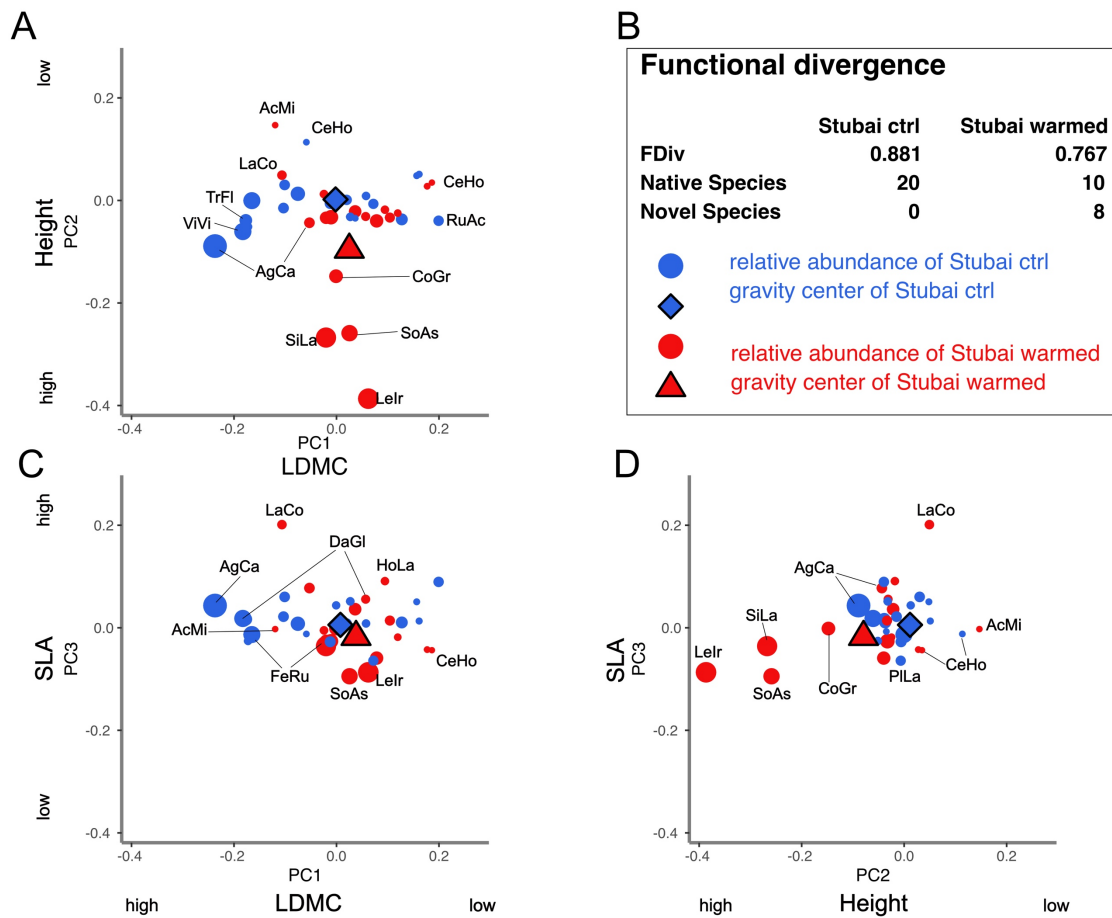 A
low
0.2
0.0
-0.2
-0.4
Height
PC2
high
AcMi
CeHo
LaCo
CeHo
TrFl
ViVi
RuAc
AgCa
CoGr
SiLa
SoAs
LeIr
-0.4
-0.2
0.0
0.2
PC1
LDMC
B
Functional divergence
Stubai ctrl Stubai warmed
FDiv 0.881 0.767
Native Species 20 10
Novel Species 0 8
relative abundance of Stubai ctrl
gravity center of Stubai ctrl
relative abundance of Stubai warmed
gravity center of Stubai warmed
C
high
0.2
0.0
-0.2
-0.4
SLA
PC3
low
LaCo
DaGl
AgCa
HoLa
AcMi
FeRu
CeHo
LeIr
SoAs
-0.4
-0.2
0.0
0.2
PC1
high LDMC low
D
0.2
0.0
-0.2
-0.4
SLA
PC3
LaCo
AgCa
SiLa
AcMi
LeIr
CeHo
SoAs
CoGr
PlLa
-0.4
-0.2
0.0
0.2
PC2
high Height low